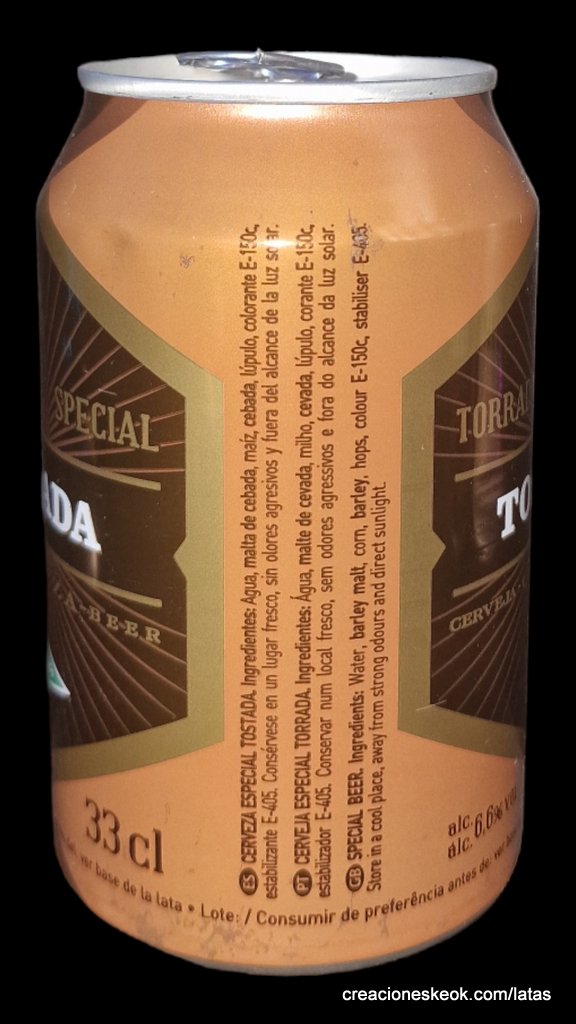 SPECIAL
ADA
A-BEER
33 cl
ver base de la lata • Lote: / Consumir de preferência antes de: ver
ES CERVEZA ESPECIAL TOSTADA. Ingredientes: Agua, malta de cebada, maíz, cebada, lúpulo, colorante E-150c,
estabilizante E-405. Consérvese en un lugar fresco, sin olores agresivos y fuera del alcance de la luz solar.
PT CERVEJA ESPECIAL TORRADA. Ingredientes: Água, malte de cevada, milho, cevada, lúpulo, corante E-150c,
estabilizador E-405. Conservar num local fresco, sem odores agressivos e fora do alcance da luz solar.
GB SPECIAL BEER. Ingredients: Water, barley malt, corn, barley, hops, colour E-150c, stabiliser E-405.
Store in a cool place, away from strong odours and direct sunlight.
TORRAD
TO
CERVEJA
alc. 6,6% vol
alc.
creacioneskeok.com/latas